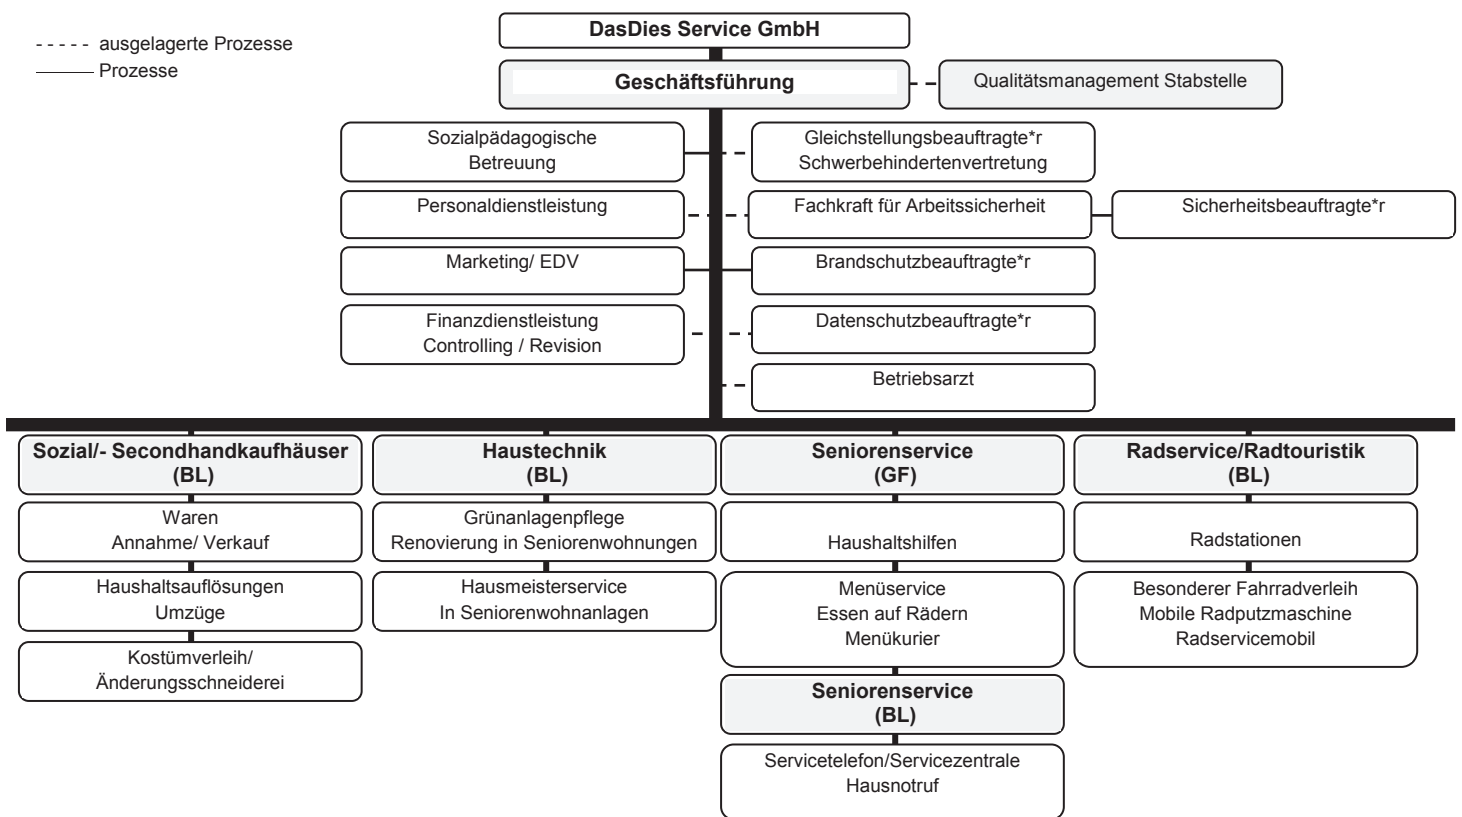 DasDies Service GmbH
----- ausgelagerte Prozesse
——— Prozesse
Geschäftsführung
Qualitätsmanagement Stabstelle
Sozialpädagogische
Betreuung
Gleichstellungsbeauftragte*r
Schwerbehindertenvertretung
Personaldienstleistung
Fachkraft für Arbeitssicherheit
Sicherheitsbeauftragte*r
Marketing/ EDV
Brandschutzbeauftragte*r
Finanzdienstleistung
Controlling / Revision
Datenschutzbeauftragte*r
Betriebsarzt
Sozial/- Secondhandkaufhäuser
(BL)
Waren
Annahme/ Verkauf
Haushaltsauflösungen
Umzüge
Kostümverleih/
Änderungsschneiderei
Haustechnik
(BL)
Grünanlagenpflege
Renovierung in Seniorenwohnungen
Hausmeisterservice
In Seniorenwohnanlagen
Seniorenservice
(GF)
Haushaltshilfen
Menüservice
Essen auf Rädern
Menükurier
Seniorenservice
(BL)
Servicetelefon/Servicezentrale
Hausnotruf
Radservice/Radtouristik
(BL)
Radstationen
Besonderer Fahrradverleih
Mobile Radputzmaschine
Radservicemobil